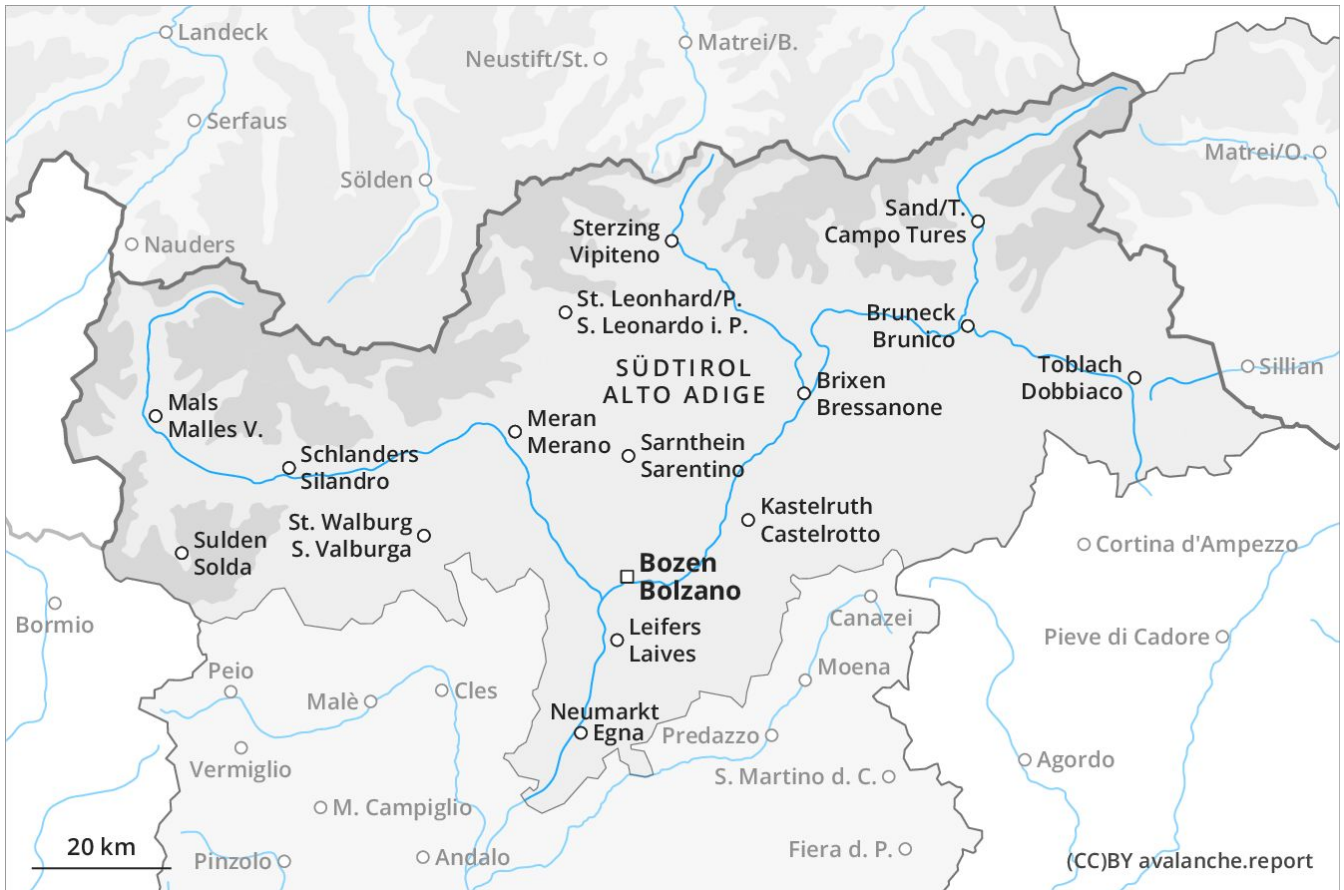 Landeck
Neustift/St.
Matrei/B.
Serfaus
Sölden
Matrei/O.
Nauders
Sterzing
Vipiteno
Sand/T.
Campo Tures
St. Leonhard/P.
S. Leonardo i. P.
Bruneck
Brunico
SÜDTIROL
ALTO ADIGE
Toblach
Dobbiaco
Sillian
Brixen
Bressanone
Mals
Malles V.
Meran
Merano
Sarnthein
Sarentino
Schlanders
Silandro
Kastelruth
Castelrotto
St. Walburg
S. Valburga
Sulden
Solda
Cortina d'Ampezzo
Bozen
Bolzano
Bormio
Canazei
Leifers
Laives
Pieve di Cadore
Peio
Moena
Malè
Cles
Neumarkt
Egna
Predazzo
Vermiglio
Agordo
S. Martino d. C.
M. Campiglio
20 km
Pinzolo
Andalo
Fiera d. P.
(CC)BY avalanche.report